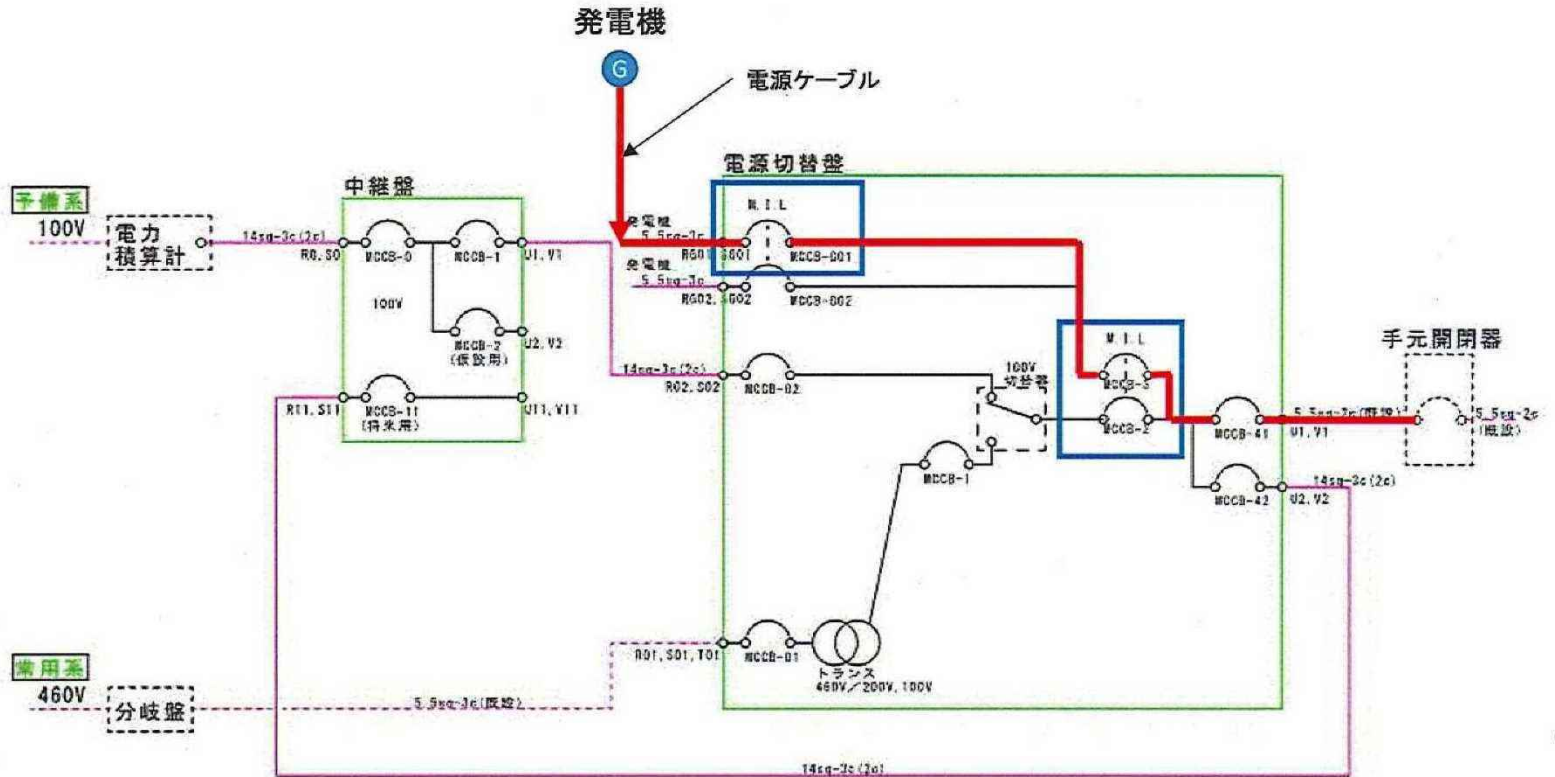 発電機
G
電源ケーブル
電源切替盤
中継盤
予備系
100V
電力
積算計
14sq-3c(2c)
R0,S0
MCCB-0
MCCB-1
U1,V1
100V
MCCB-2
(仮設用)
U2,V2
R11,S11
MCCB-11
(将来用)
U11,V11
発電機
5.5sq-3c
RG01,SG01
M.I.L
MCCB-G01
発電機
5.5sq-3c
RG02,SG02
MCCB-G02
14sq-3c(2c)
R02,S02
MCCB-02
100V
切替器
M.I.L
MCCB-3
MCCB-2
MCCB-1
MCCB-41
5.5sq-2c(既設)
U1,V1
手元開閉器
5.5sq-2c
(既設)
MCCB-42
14sq-3c(2c)
U2,V2
常用系
460V
分岐盤
5.5sq-3c(既設)
R01,S01,T01
MCCB-01
トランス
460V/200V,100V
14sq-3c(2c)